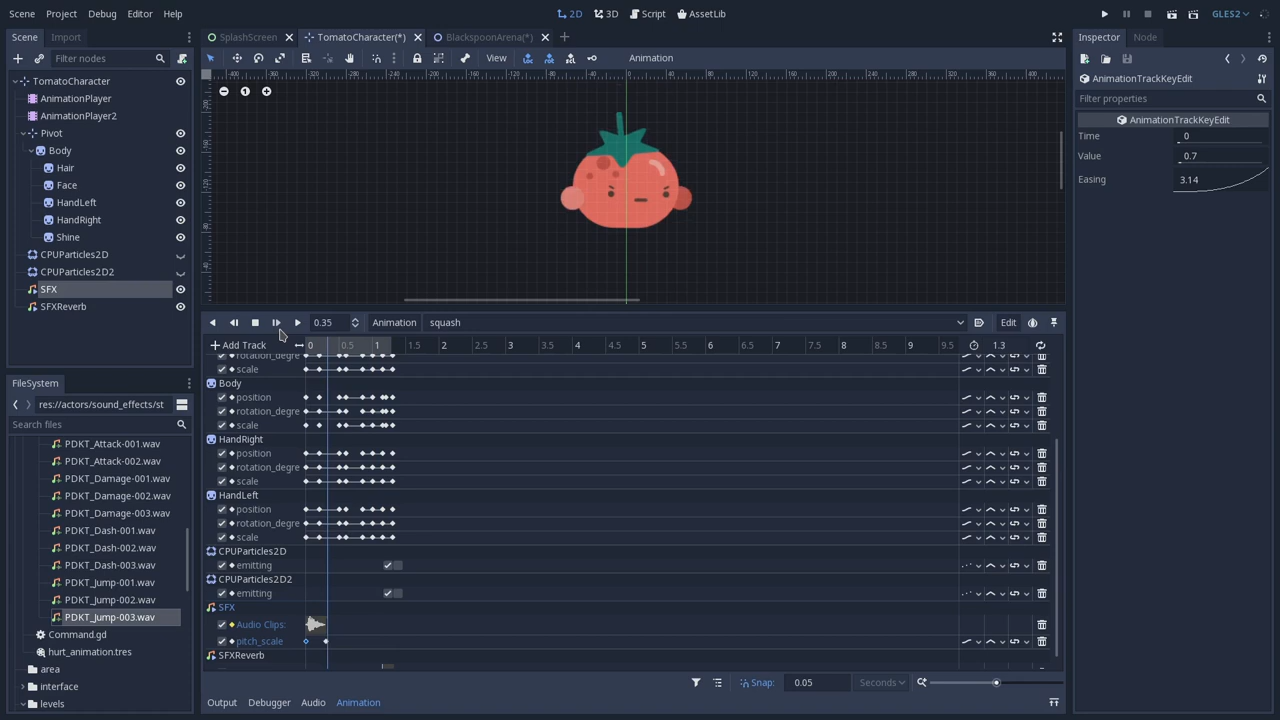 Scene Project Debug Editor Help 2D 3D Script AssetLib GLES2
Scene Import SplashScreen TomatoCharacter(*) BlackspoonArena(*) Inspector Node
Filter nodes View Animation
TomatoCharacter AnimationTrackKeyEdit
AnimationPlayer Filter properties
AnimationPlayer2 AnimationTrackKeyEdit
Pivot Time 0
Body Value 0.7
Hair Easing 3.14
Face
HandLeft
HandRight
Shine
CPUParticles2D
CPUParticles2D2
SFX
SFXReverb
0.35 Animation squash Edit
Add Track 0 0.5 1 1.5 2 2.5 3 3.5 4 4.5 5 5.5 6 6.5 7 7.5 8 8.5 9 9.5 1.3
rotation_degre
scale
FileSystem Body
res://actors/sound_effects/st position
Search files rotation_degre
PDKT_Attack-001.wav scale
PDKT_Attack-002.wav HandRight
PDKT_Damage-001.wav position
PDKT_Damage-002.wav rotation_degre
PDKT_Damage-003.wav scale
PDKT_Dash-001.wav HandLeft
PDKT_Dash-002.wav position
PDKT_Dash-003.wav rotation_degre
PDKT_Jump-001.wav scale
PDKT_Jump-002.wav CPUParticles2D
PDKT_Jump-003.wav emitting
Command.gd CPUParticles2D2
hurt_animation.tres emitting
area SFX
interface Audio Clips:
levels pitch_scale
SFXReverb
Snap: 0.05 Seconds
Output Debugger Audio Animation